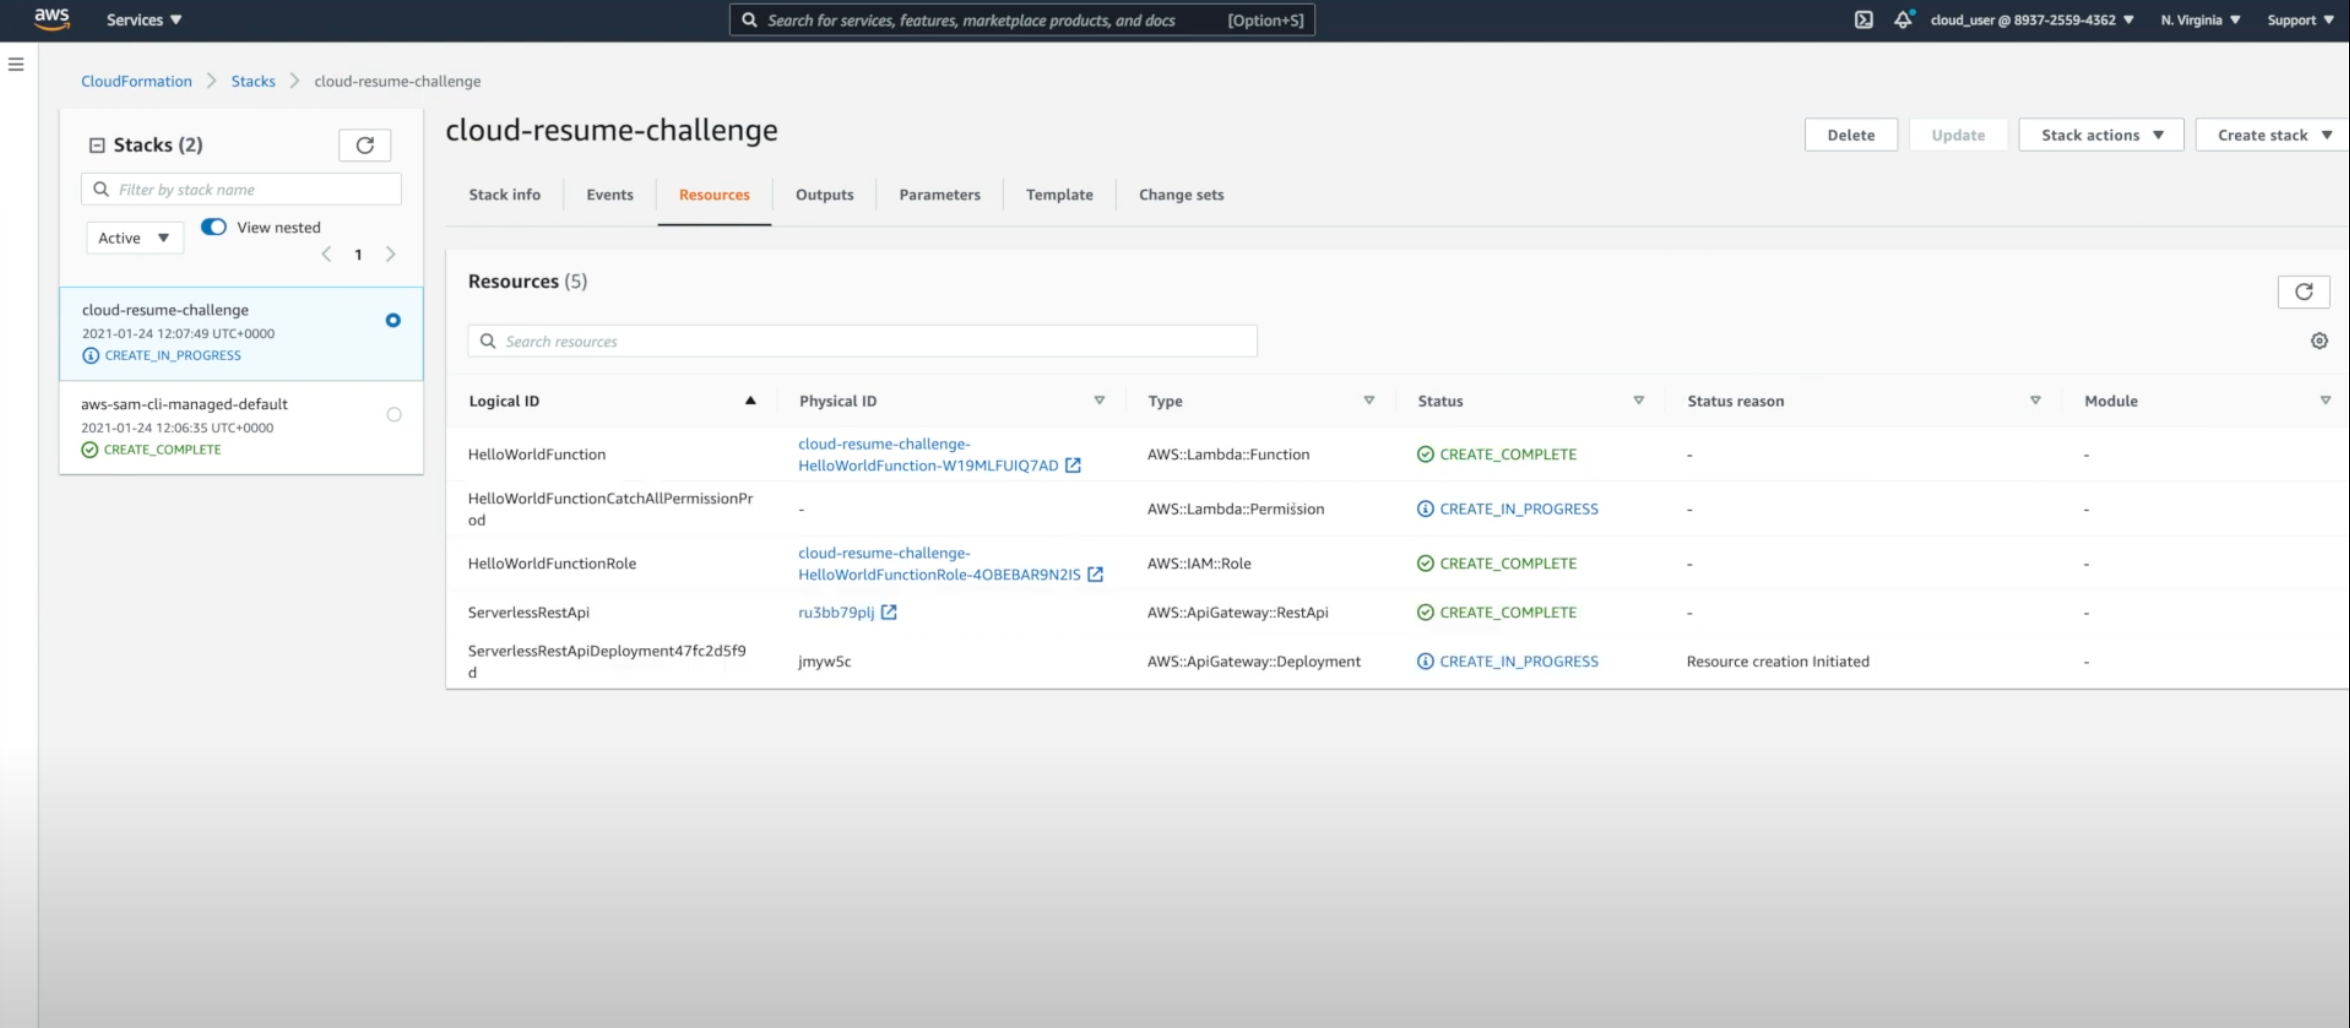 aws
Services
Search for services, features, marketplace products, and docs [Option+S]
cloud_user @ 8937-2559-4362
N. Virginia
Support
CloudFormation
Stacks
cloud-resume-challenge
Stacks (2)
Filter by stack name
Active
View nested
1
cloud-resume-challenge
2021-01-24 12:07:49 UTC+0000
CREATE_IN_PROGRESS
aws-sam-cli-managed-default
2021-01-24 12:06:35 UTC+0000
CREATE_COMPLETE
cloud-resume-challenge
Delete
Update
Stack actions
Create stack
Stack info
Events
Resources
Outputs
Parameters
Template
Change sets
Resources (5)
Search resources
Logical ID Physical ID Type Status Status reason Module
HelloWorldFunction
cloud-resume-challenge-
HelloWorldFunction-W19MLFUIQ7AD
AWS::Lambda::Function
CREATE_COMPLETE
-
-
HelloWorldFunctionCatchAllPermissionPr
od
-
AWS::Lambda::Permission
CREATE_IN_PROGRESS
-
-
HelloWorldFunctionRole
cloud-resume-challenge-
HelloWorldFunctionRole-4OBEBAR9N2IS
AWS::IAM::Role
CREATE_COMPLETE
-
-
ServerlessRestApi
ru3bb79plj
AWS::ApiGateway::RestApi
CREATE_COMPLETE
-
-
ServerlessRestApiDeployment47fc2d5f9
d
jmyw5c
AWS::ApiGateway::Deployment
CREATE_IN_PROGRESS
Resource creation Initiated
-